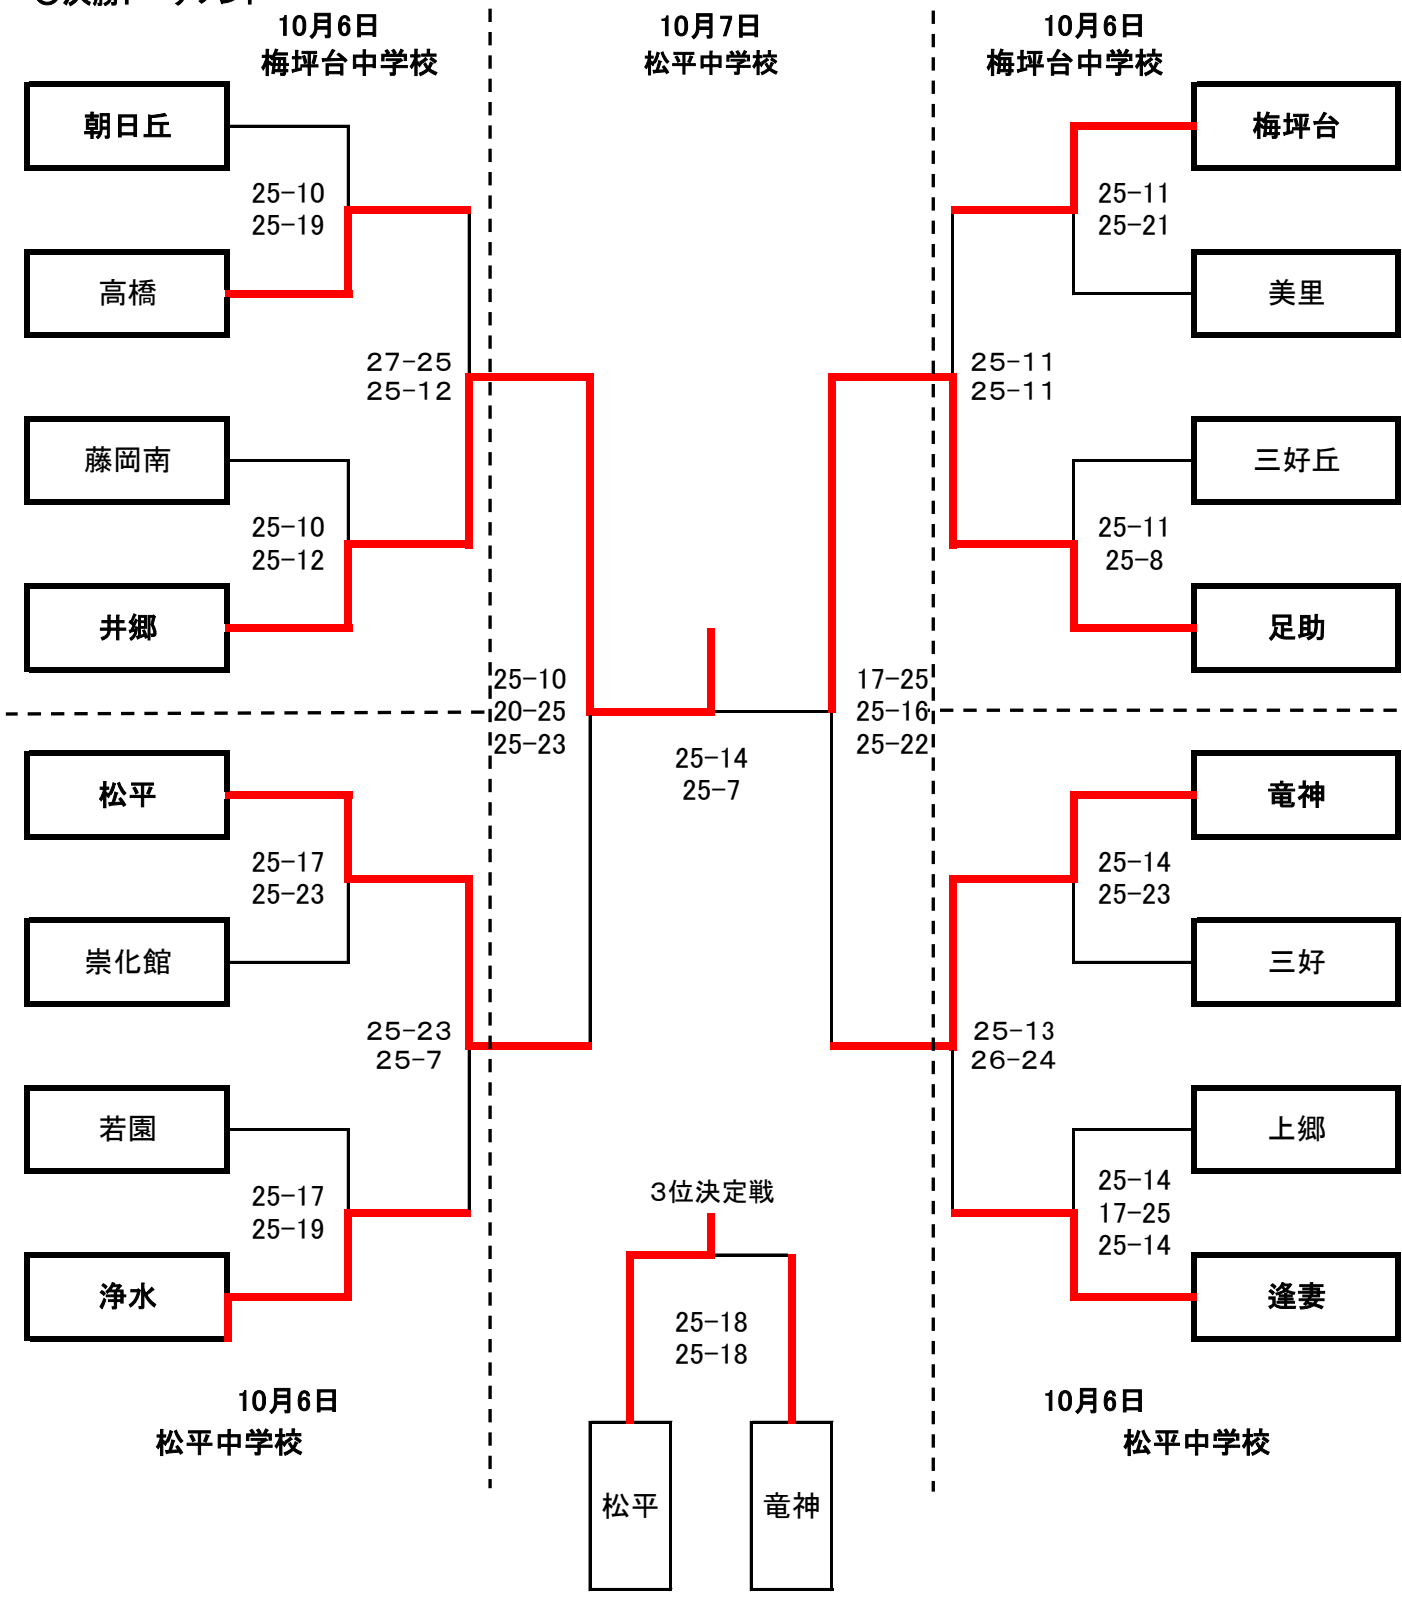 10月6日
梅坪台中学校
10月7日
松平中学校
10月6日
梅坪台中学校
朝日丘
25-10
25-19
高橋
27-25
25-12
藤岡南
25-10
25-12
井郷
梅坪台
25-11
25-21
美里
25-11
25-11
三好丘
25-11
25-8
足助
25-10
20-25
25-23
25-14
25-7
17-25
25-16
25-22
松平
25-17
25-23
崇化館
25-23
25-7
若園
25-17
25-19
浄水
竜神
25-14
25-23
三好
25-13
26-24
上郷
25-14
17-25
25-14
逢妻
3位決定戦
25-18
25-18
松平
竜神
10月6日
松平中学校
10月6日
松平中学校